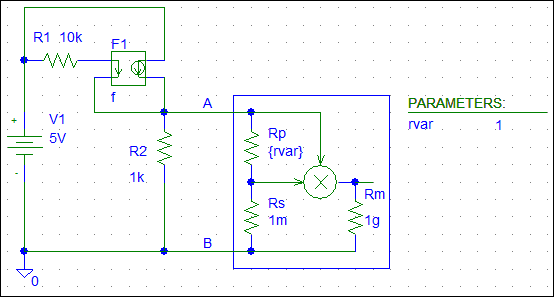 R1 10k
F1
f
A
PARAMETERS:
rvar 1
+
V1
5V
-
R2
1k
Rp
{rvar}
Rs
1m
Rm
1g
B
0